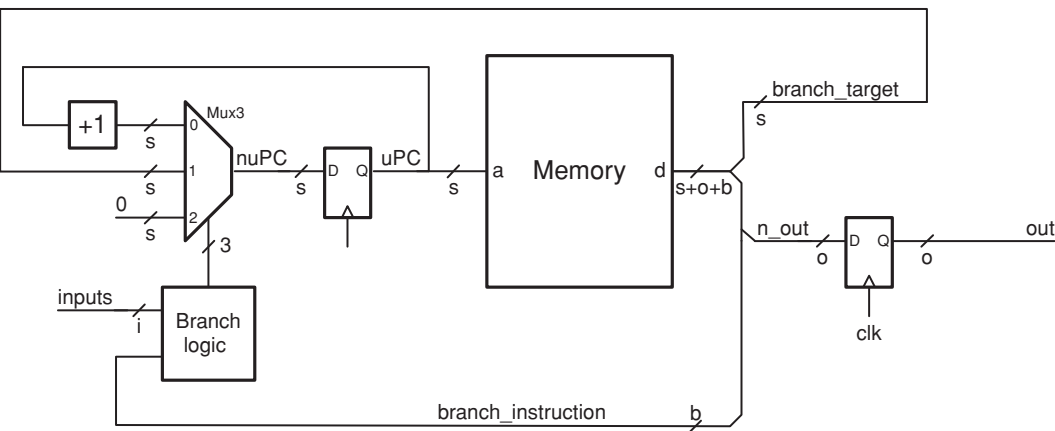 branch_target
s
+1
s
Mux3
0
nuPC
s
D
Q
uPC
s
a
Memory
d
s+o+b
1
s
0
s
2
3
n_out
o
D
Q
o
out
clk
inputs
i
Branch
logic
branch_instruction
b